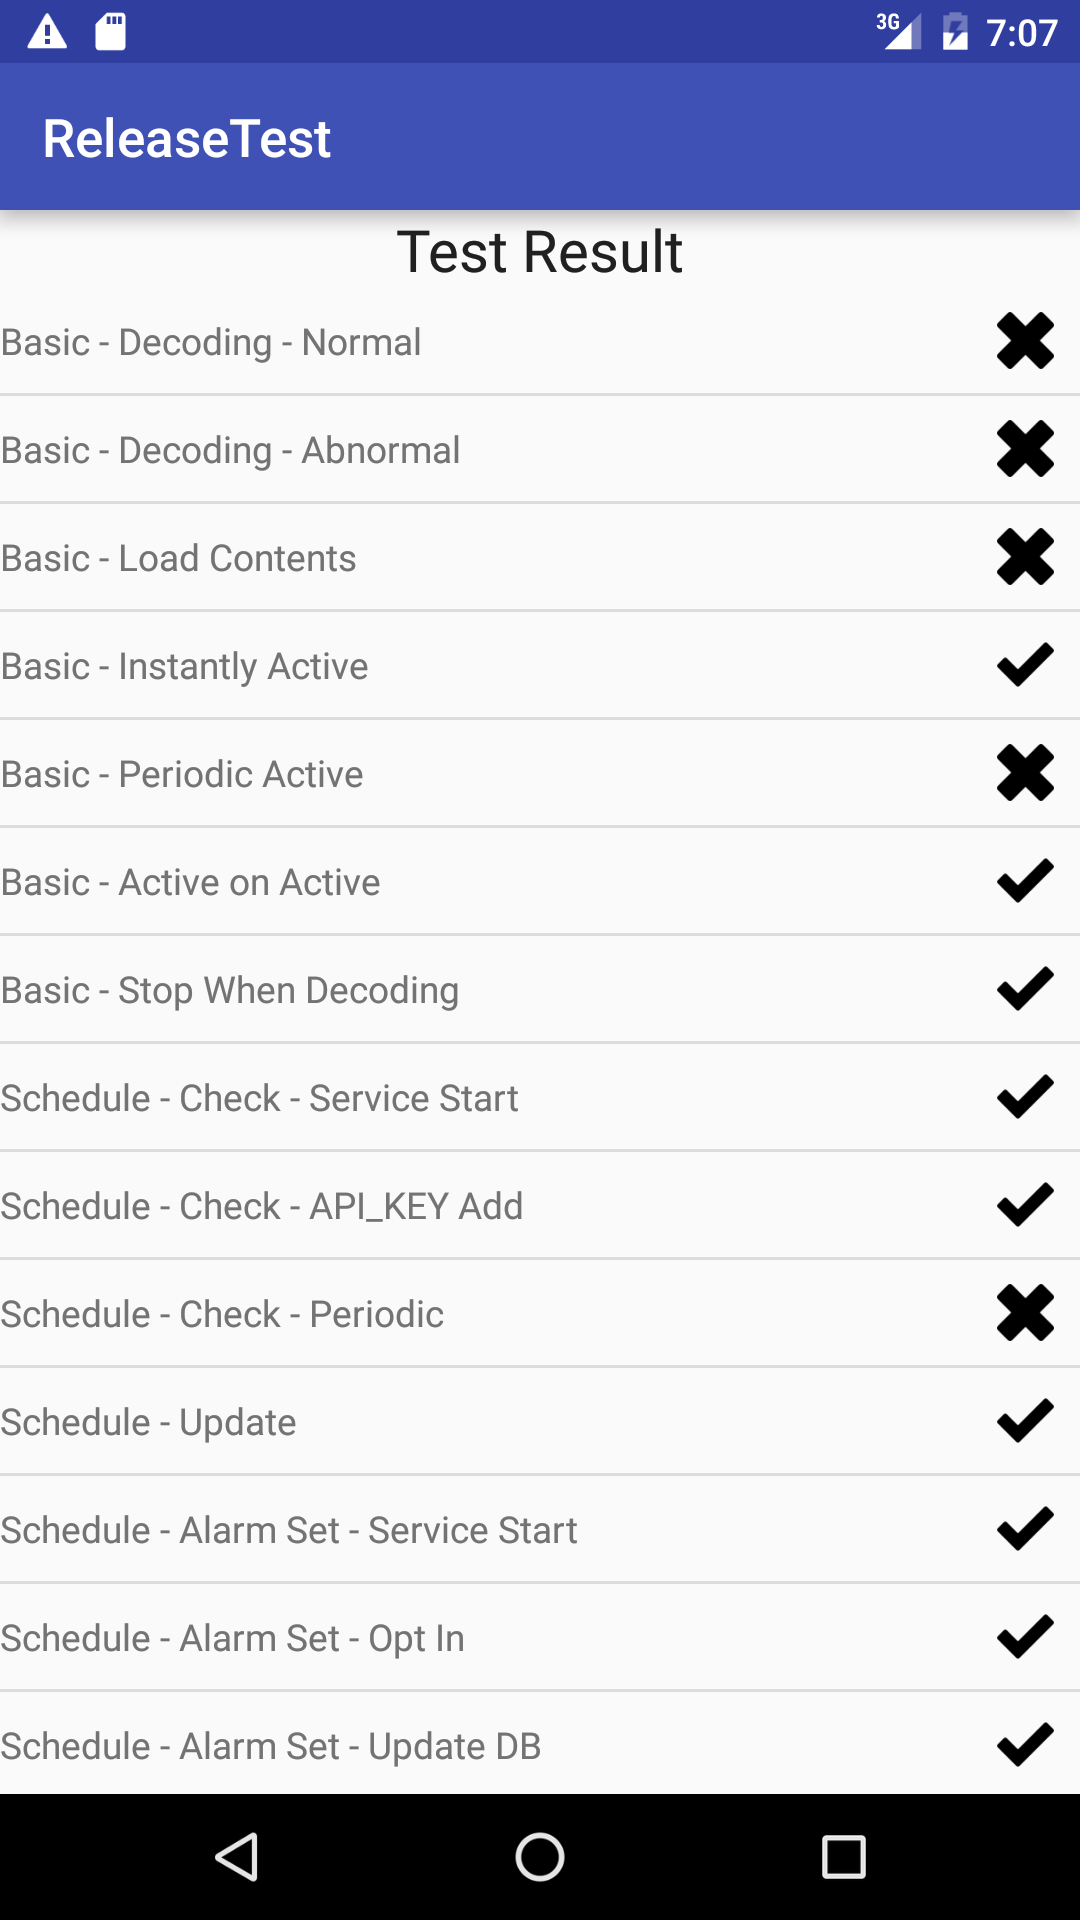 3G 7:07
ReleaseTest
Test Result
Basic - Decoding - Normal
Basic - Decoding - Abnormal
Basic - Load Contents
Basic - Instantly Active
Basic - Periodic Active
Basic - Active on Active
Basic - Stop When Decoding
Schedule - Check - Service Start
Schedule - Check - API_KEY Add
Schedule - Check - Periodic
Schedule - Update
Schedule - Alarm Set - Service Start
Schedule - Alarm Set - Opt In
Schedule - Alarm Set - Update DB